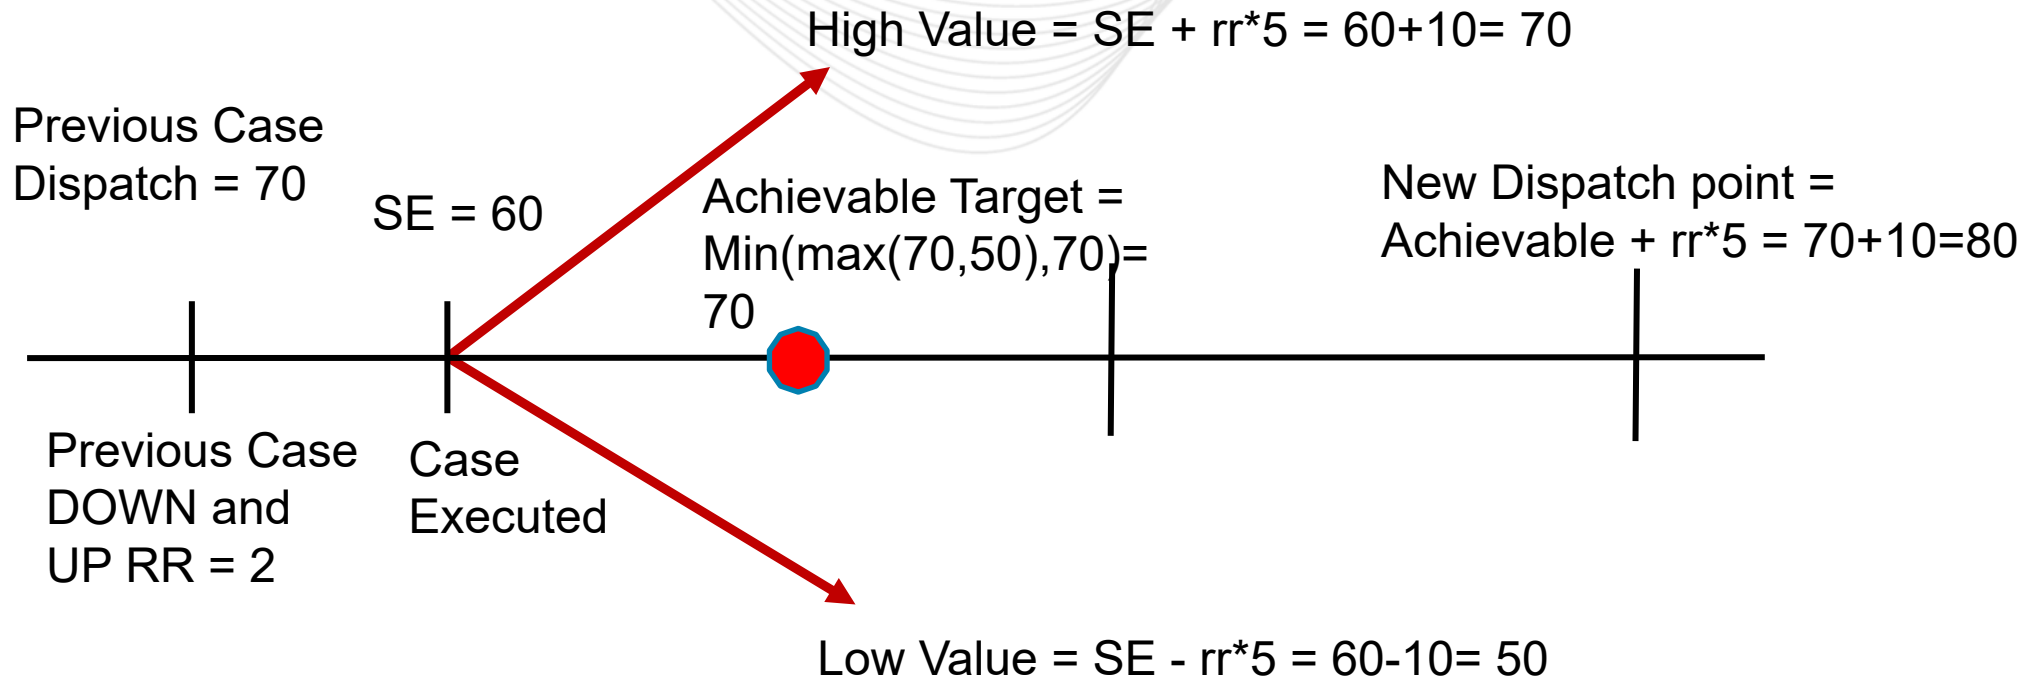 High Value = SE + rr*5 = 60+10= 70
Previous Case
Dispatch = 70
SE = 60
Achievable Target =
Min(max(70,50),70)=
70
New Dispatch point =
Achievable + rr*5 = 70+10=80
Previous Case
DOWN and
UP RR = 2
Case
Executed
Low Value = SE - rr*5 = 60-10= 50